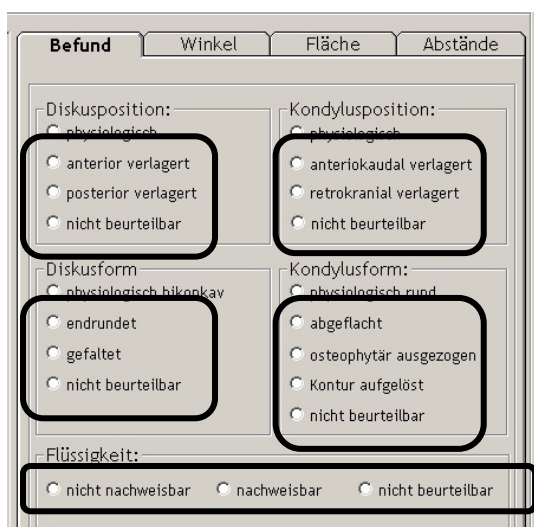 Befund Winkel Fläche Abstände
Diskusposition:
physiologisch
anterior verlagert
posterior verlagert
nicht beurteilbar
Kondylusposition:
physiologisch
anteriokaudal verlagert
retrokranial verlagert
nicht beurteilbar
Diskusform
physiologisch bikonkav
endrundet
gefaltet
nicht beurteilbar
Kondylusform:
physiologisch rund
abgeflacht
osteophytär ausgezogen
Kontur aufgelöst
nicht beurteilbar
Flüssigkeit:
nicht nachweisbar nachweisbar nicht beurteilbar